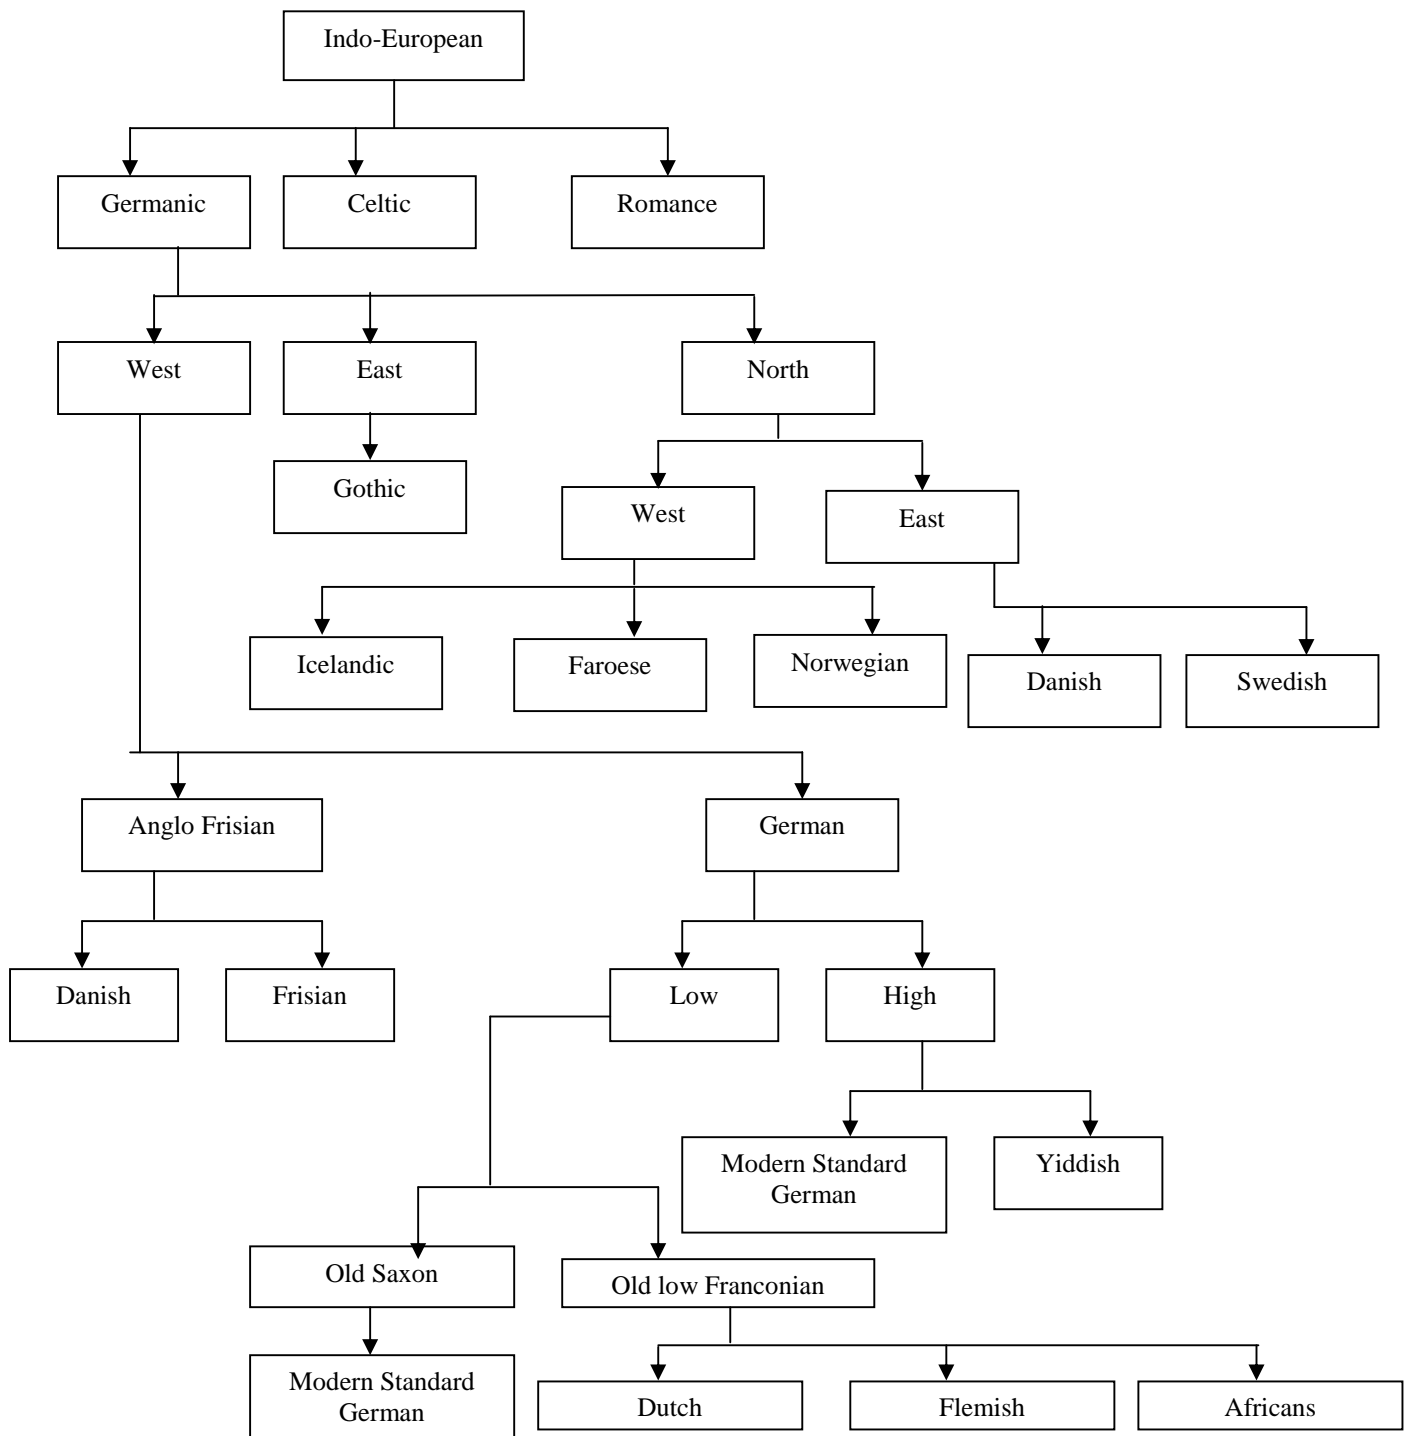 Indo-European
Germanic
Celtic
Romance
West
East
North
Gothic
West
East
Icelandic
Faroese
Norwegian
Danish
Swedish
Anglo Frisian
German
Danish
Frisian
Low
High
Modern Standard
German
Yiddish
Old Saxon
Old low Franconian
Modern Standard
German
Dutch
Flemish
Africans